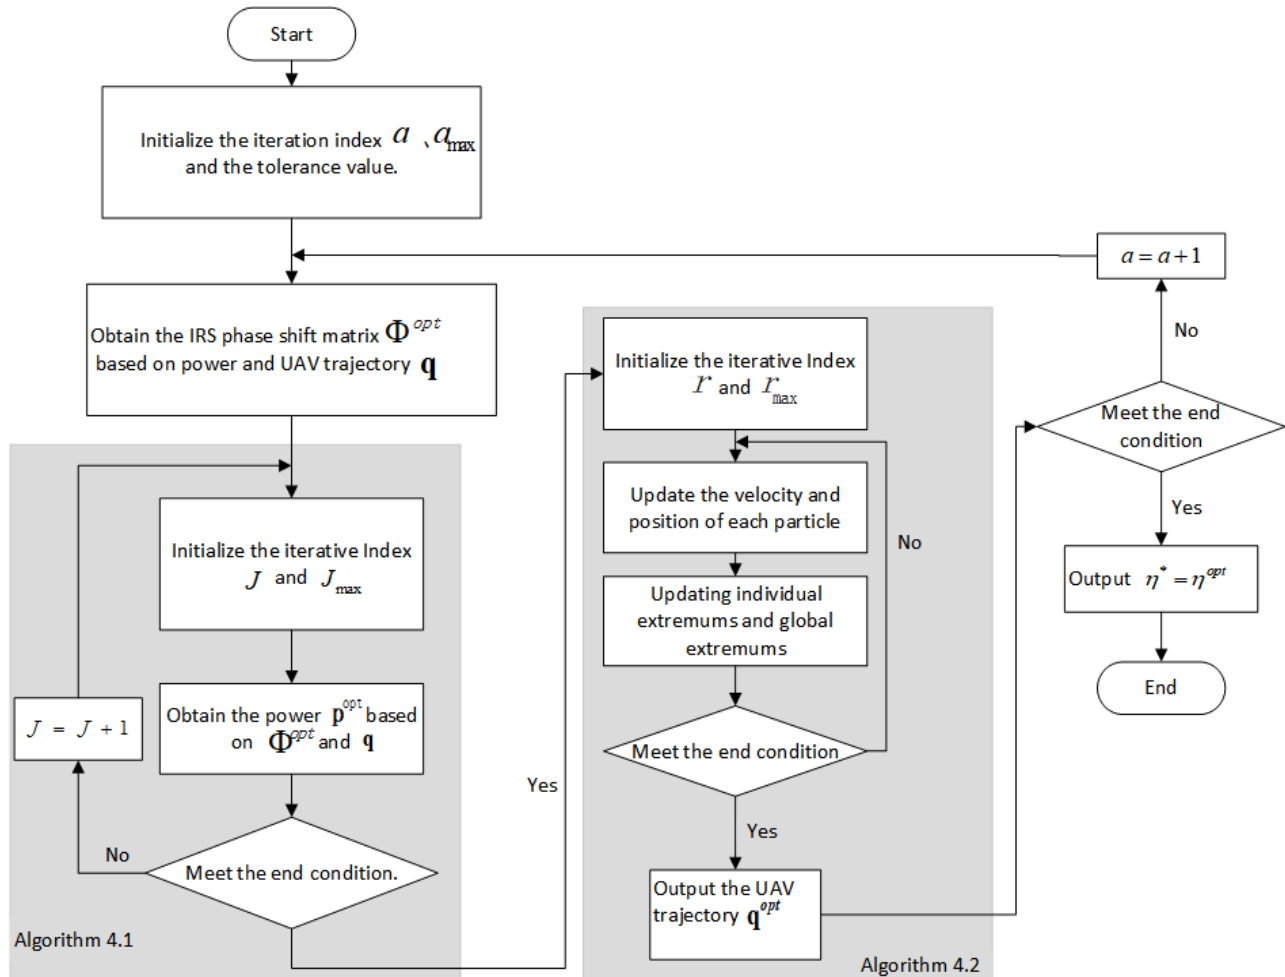 Start
Initialize the iteration index a 、a_max
and the tolerance value.
Obtain the IRS phase shift matrix Φ^opt
based on power and UAV trajectory q
Initialize the iterative Index
J and J_max
Obtain the power p^opt based
on Φ^opt and q
J = J + 1
No
Meet the end condition.
Algorithm 4.1
Yes
Initialize the iterative Index
r and r_max
Update the velocity and
position of each particle
Updating individual
extremums and global
extremums
No
Meet the end condition
Yes
Output the UAV
trajectory q^opt
Algorithm 4.2
a = a + 1
No
Meet the end
condition
Yes
Output η^* = η^opt
End